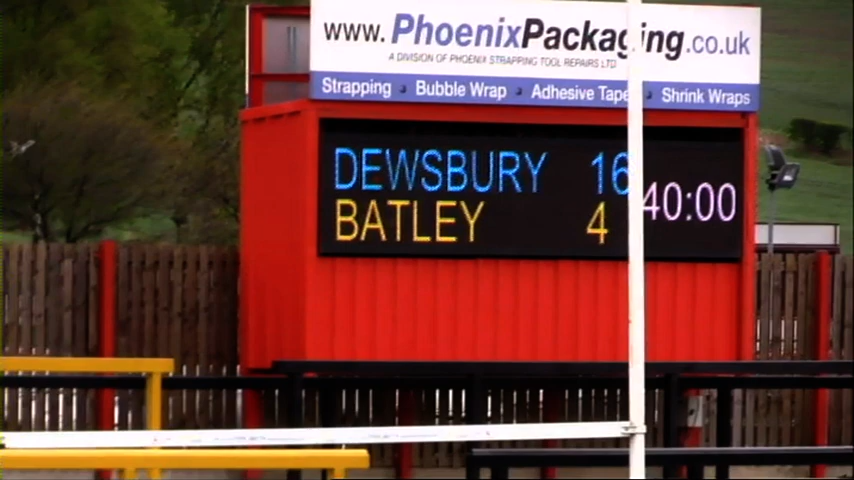 www.PhoenixPackaging.co.uk
A DIVISION OF PHOENIX STRAPPING TOOL REPAIRS LTD
Strapping • Bubble Wrap • Adhesive Tape • Shrink Wraps
DEWSBURY 16
BATLEY 4
40:00